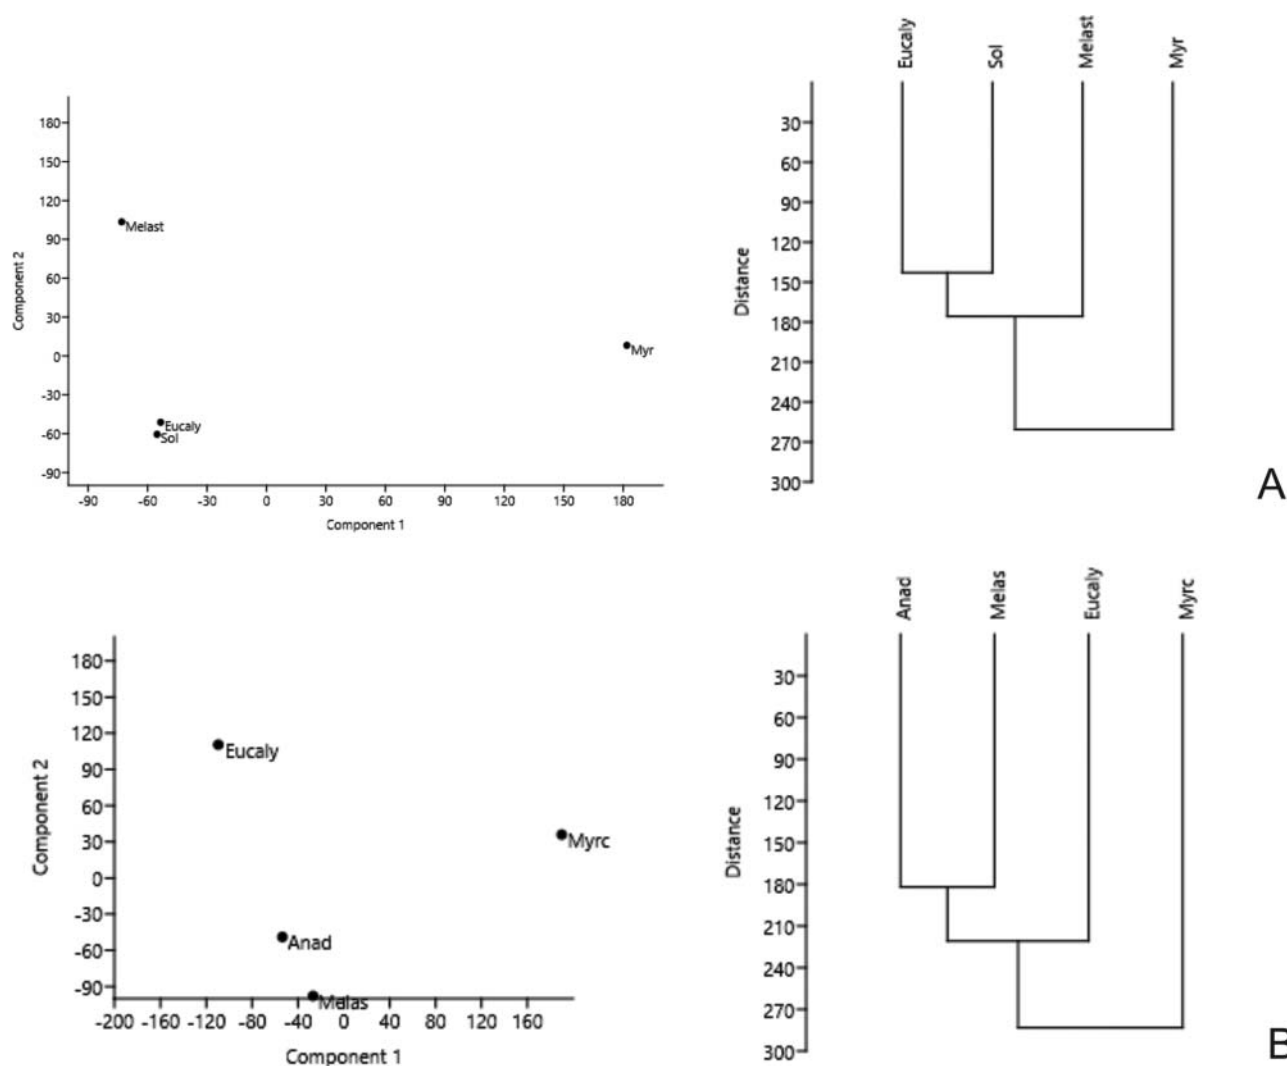 180
150
120
90
60
30
0
-30
-60
-90
Component 2
Melast
Myr
Eucaly
Sol
-90 -60 -30 0 30 60 90 120 150 180
Component 1
Eucaly Sol Melast Myr
30
60
90
120
150
180
210
240
270
300
Distance
A
180
150
120
90
60
30
0
-30
-60
-90
Component 2
Eucaly
Myrc
Anad
Melas
-200 -160 -120 -80 -40 0 40 80 120 160
Component 1
Anad Melas Eucaly Myrc
30
60
90
120
150
180
210
240
270
300
Distance
B